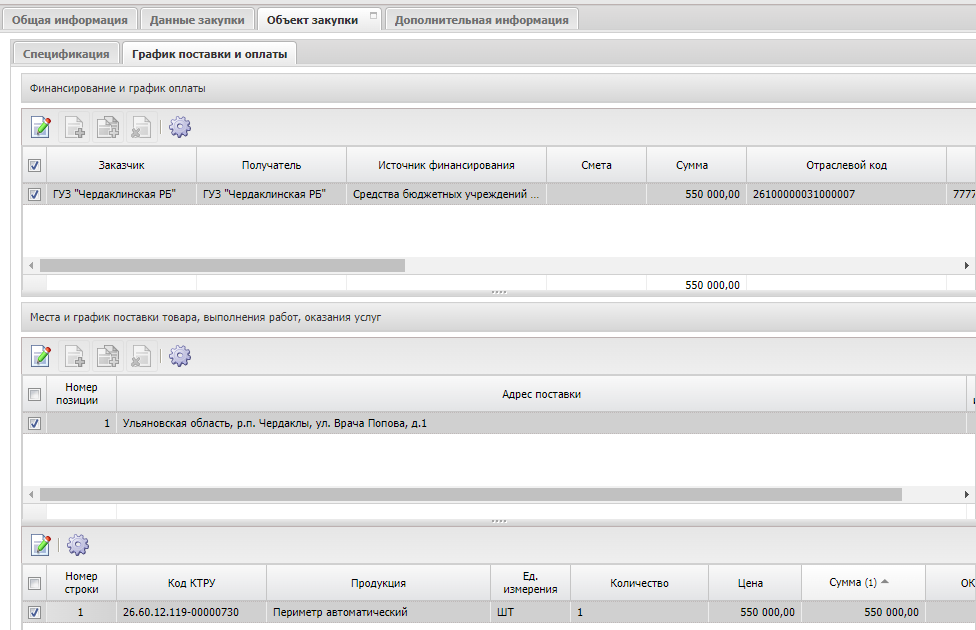 Общая информация Данные закупки Объект закупки Дополнительная информация
Спецификация График поставки и оплаты
Финансирование и график оплаты
Заказчик Получатель Источник финансирования Смета Сумма Отраслевой код
ГУЗ "Чердаклинская РБ" ГУЗ "Чердаклинская РБ" Средства бюджетных учреждений ... 550 000,00 26100000031000007 7777
550 000,00
Места и график поставки товара, выполнения работ, оказания услуг
Номер позиции Адрес поставки
1 Ульяновская область, р.п. Чердаклы, ул. Врача Попова, д.1
Номер строки Код КТРУ Продукция Ед. измерения Количество Цена Сумма (1) ОК
1 26.60.12.119-00000730 Периметр автоматический ШТ 1 550 000,00 550 000,00